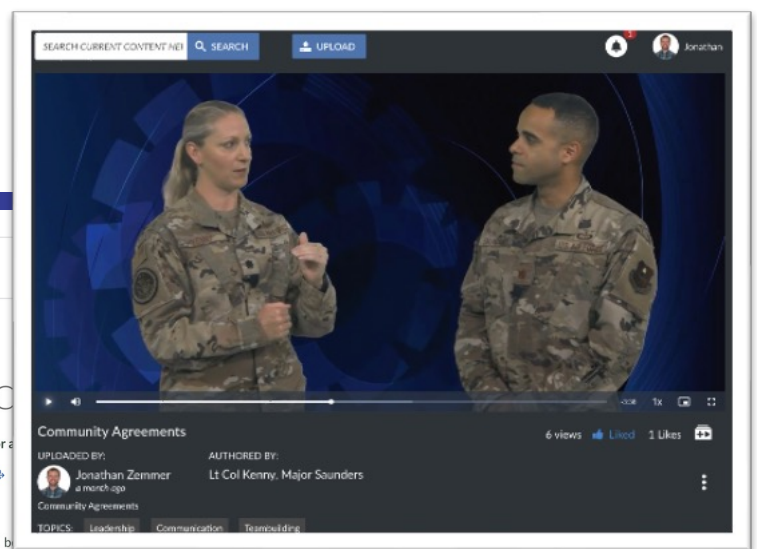 SEARCH CURRENT CONTENT HE
SEARCH
UPLOAD
1
Jonathan
1x
Community Agreements
6 views
Liked
1 Likes
UPLOADED BY:
AUTHORED BY:
Jonathan Zemmer
Lt Col Kenny, Major Saunders
a month ago
Community Agreements
TOPICS:
Leadership
Communication
Teambuilding